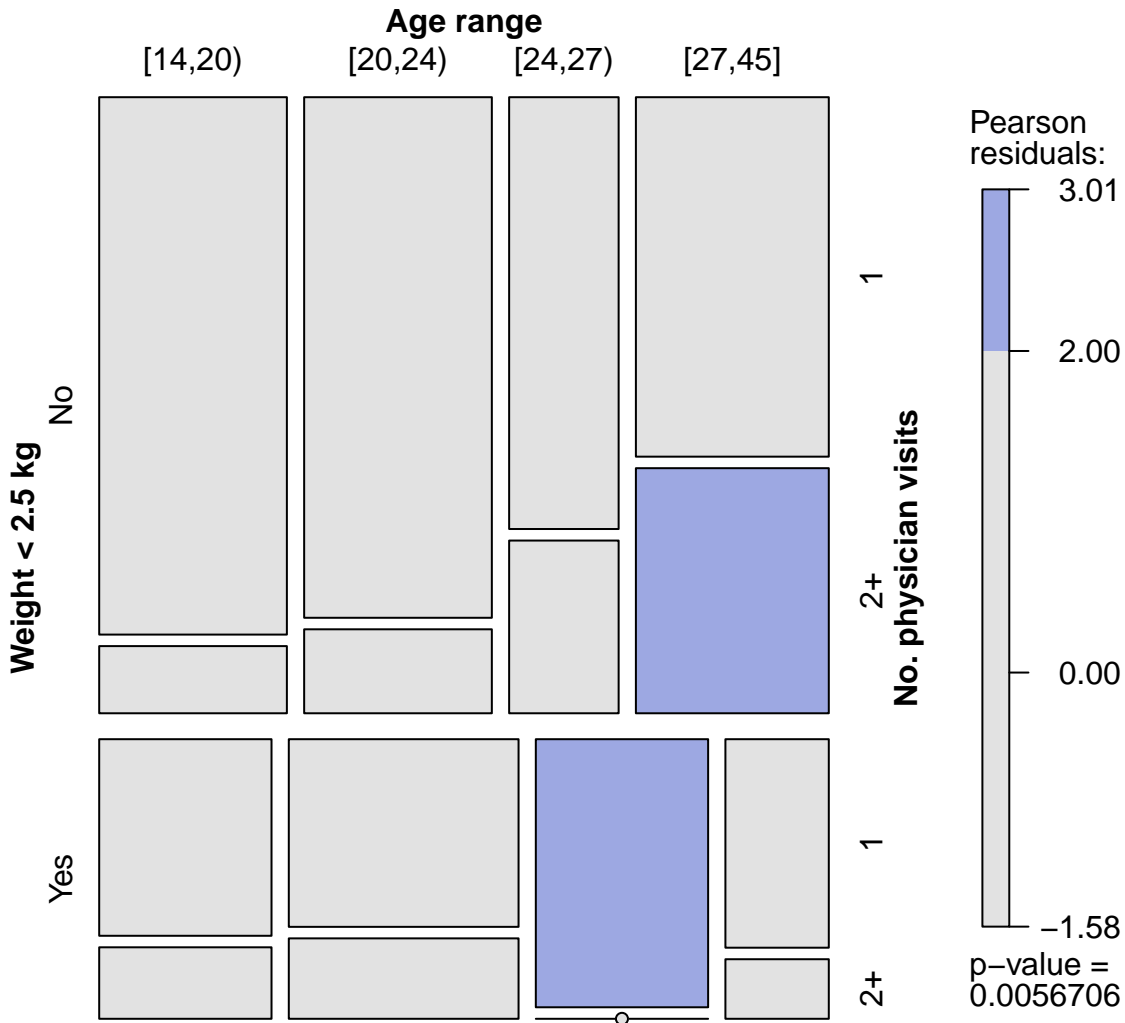 Age range
[14,20)
[20,24)
[24,27)
[27,45]
Weight < 2.5 kg
No
Yes
1
2+
1
2+
No. physician visits
Pearson
residuals:
3.01
2.00
0.00
−1.58
p−value =
0.0056706